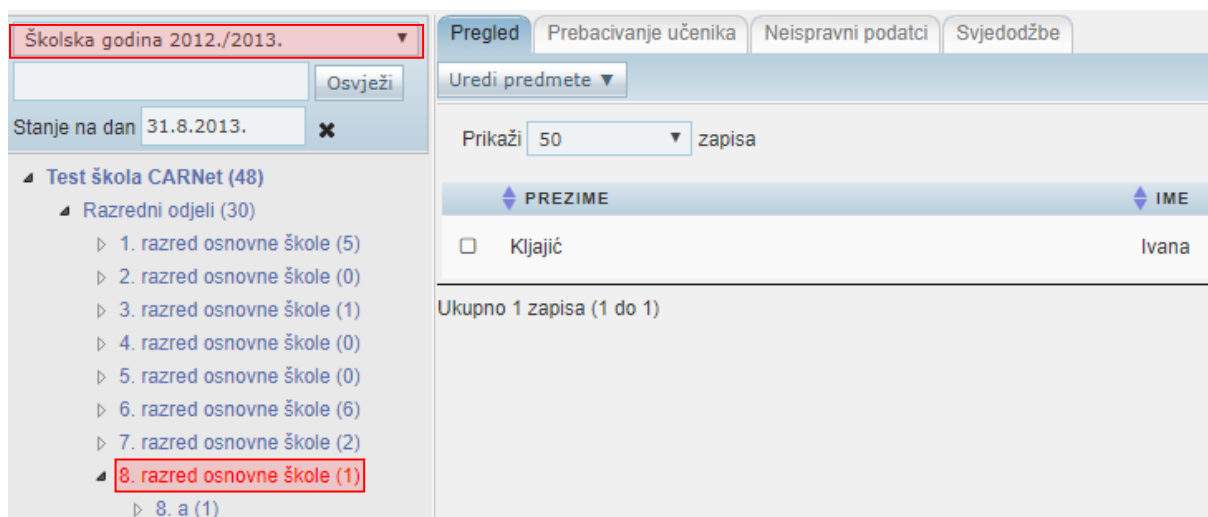 Školska godina 2012./2013.
Osvježi
Stanje na dan 31.8.2013.
Test škola CARNet (48)
Razredni odjeli (30)
1. razred osnovne škole (5)
2. razred osnovne škole (0)
3. razred osnovne škole (1)
4. razred osnovne škole (0)
5. razred osnovne škole (0)
6. razred osnovne škole (6)
7. razred osnovne škole (2)
8. razred osnovne škole (1)
8. a (1)
Pregled Prebacivanje učenika Neispravni podatci Svjedodžbe
Uredi predmete
Prikaži 50 zapisa
PREZIME IME
Kljajić Ivana
Ukupno 1 zapisa (1 do 1)